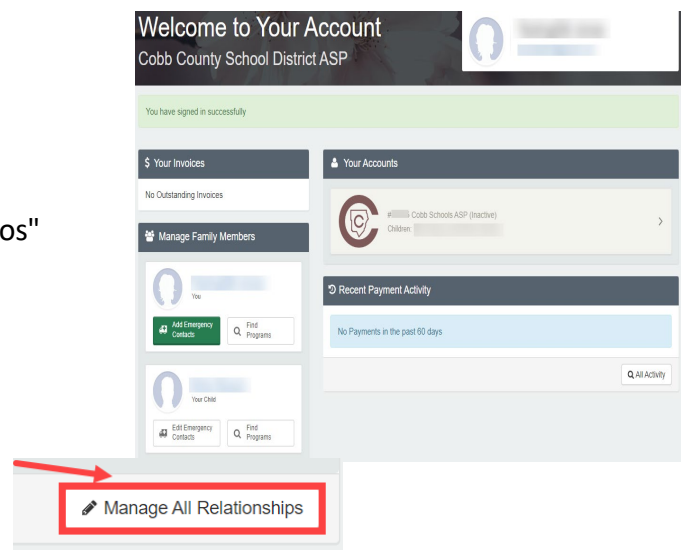 Welcome to Your Account
Cobb County School District ASP
You have signed in successfully
$ Your Invoices
No Outstanding Invoices
os"
Manage Family Members
You
Add Emergency
Contacts
Find
Programs
Your Child
Edit Emergency
Contacts
Find
Programs
Your Accounts
# Cobb Schools ASP (Inactive)
Children:
Recent Payment Activity
No Payments in the past 60 days
All Activity
Manage All Relationships